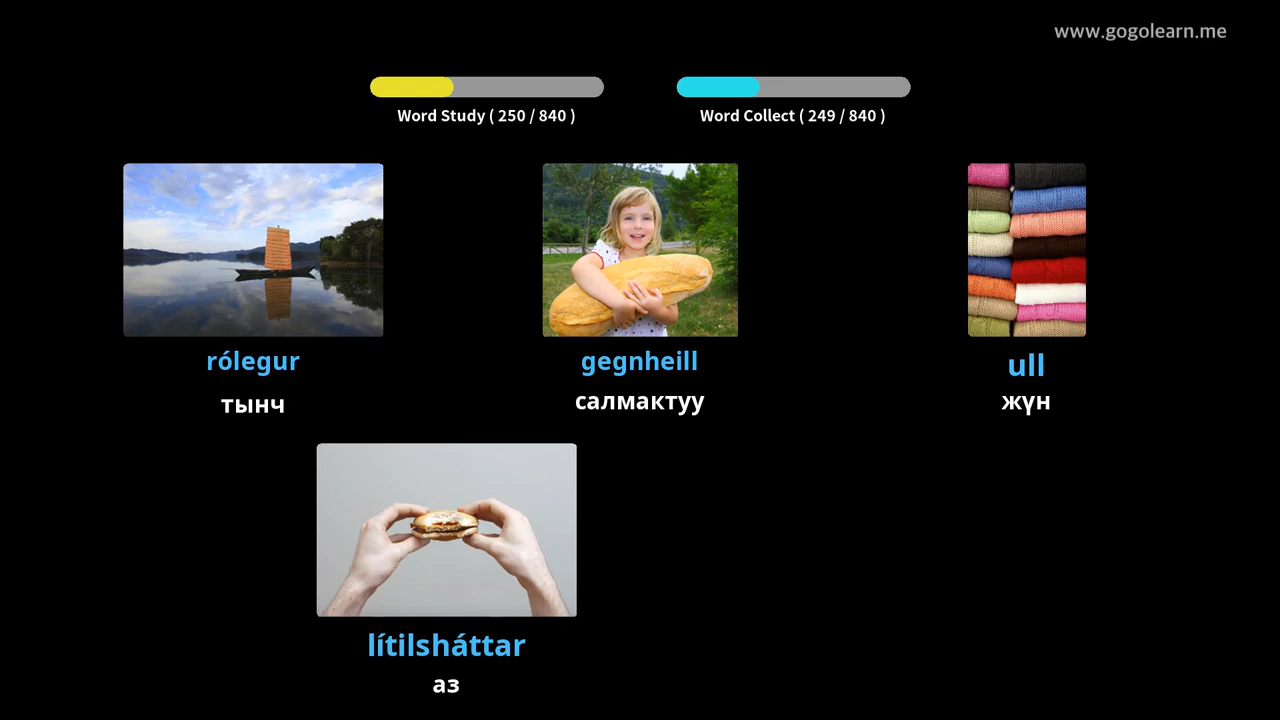 www.gogolearn.me
Word Study ( 250 / 840 )
Word Collect ( 249 / 840 )
rólegur
gegnheill
ull
тынч
салмактуу
жүн
lítilsháttar
аз